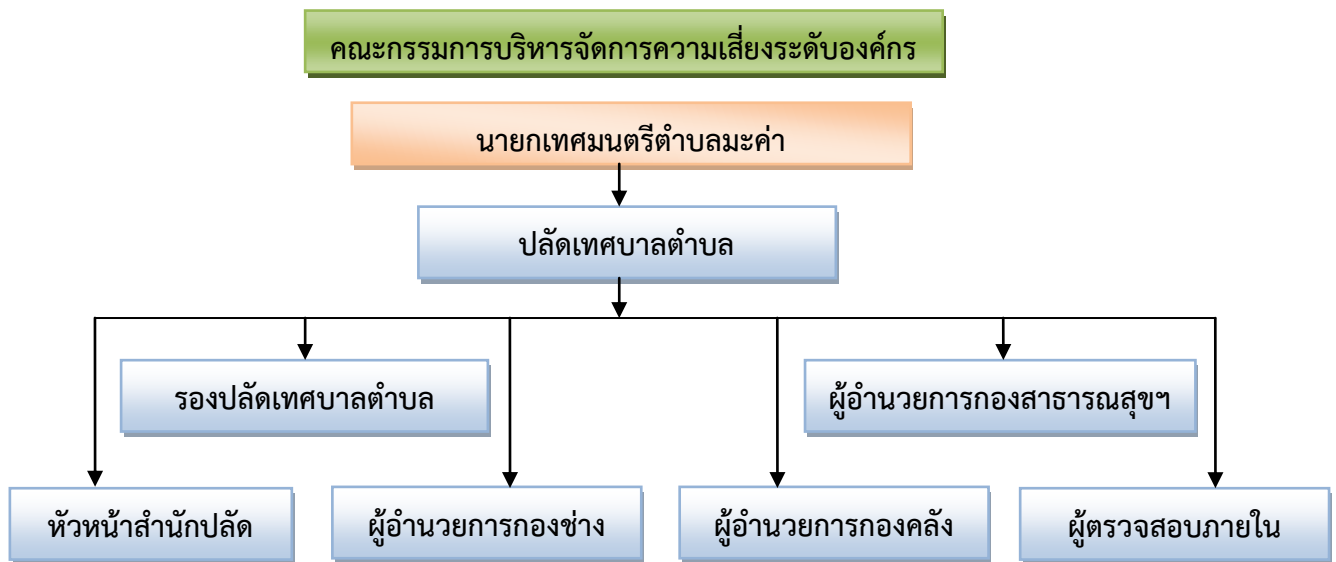 คณะกรรมการบริหารจัดการความเสี่ยงระดับองค์กร
นายกเทศมนตรีตำบลมะค่า
ปลัดเทศบาลตำบล
รองปลัดเทศบาลตำบล
ผู้อำนวยการกองสาธารณสุขฯ
หัวหน้าสำนักปลัด
ผู้อำนวยการกองช่าง
ผู้อำนวยการกองคลัง
ผู้ตรวจสอบภายใน